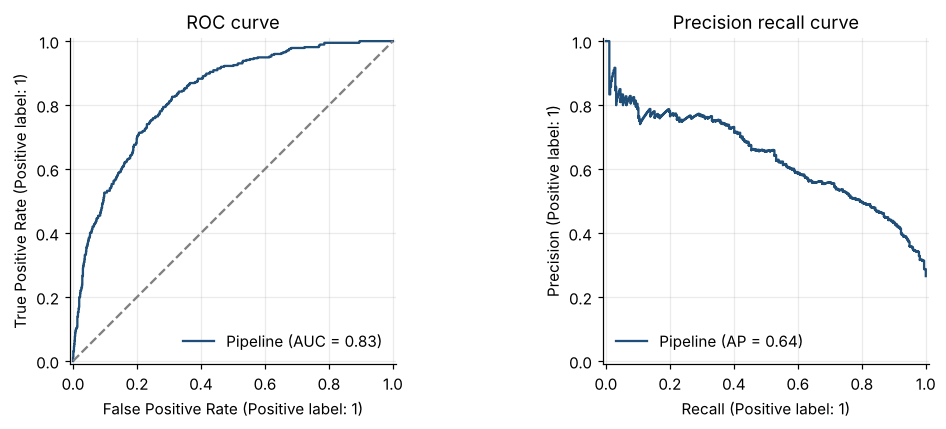 ROC curve
True Positive Rate (Positive label: 1)
1.0
0.8
0.6
0.4
0.2
0.0
Pipeline (AUC = 0.83)
0.0 0.2 0.4 0.6 0.8 1.0
False Positive Rate (Positive label: 1)
Precision recall curve
Precision (Positive label: 1)
1.0
0.8
0.6
0.4
0.2
0.0
Pipeline (AP = 0.64)
0.0 0.2 0.4 0.6 0.8 1.0
Recall (Positive label: 1)